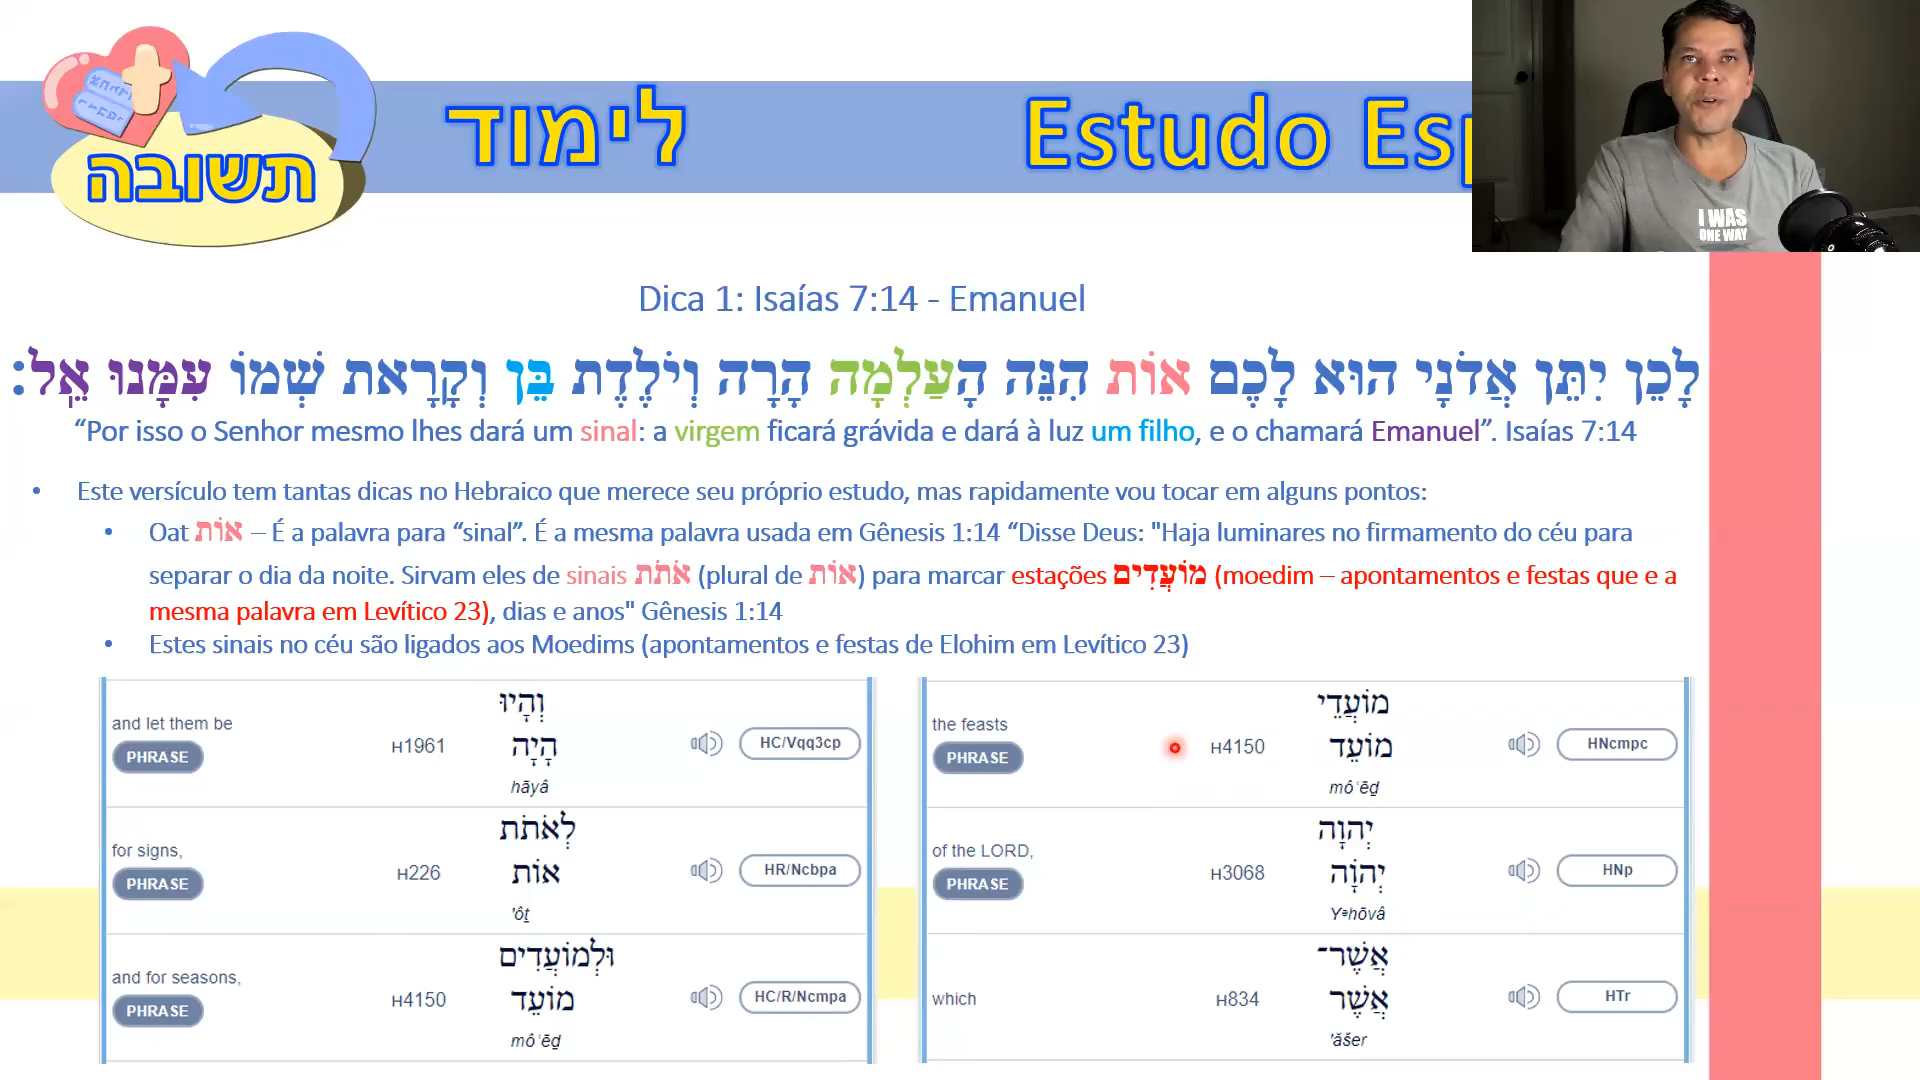 תשובה
לימוד
Estudo Esp
I WAS
ONE WAY
Dica 1: Isaías 7:14 - Emanuel
לָכֵן יִתֵּן אֲדֹנָי הוּא לָכֶם אוֹת הִנֵּה הָעַלְמָה הָרָה וְיֹלֶדֶת בֵּן וְקָרָאת שְׁמוֹ עִמָּנוּ אֵֽל׃
“Por isso o Senhor mesmo lhes dará um sinal: a virgem ficará grávida e dará à luz um filho, e o chamará Emanuel”. Isaías 7:14
• Este versículo tem tantas dicas no Hebraico que merece seu próprio estudo, mas rapidamente vou tocar em alguns pontos:
• Oat אוֹת – É a palavra para “sinal”. É a mesma palavra usada em Gênesis 1:14 “Disse Deus: "Haja luminares no firmamento do céu para
separar o dia da noite. Sirvam eles de sinais אֹתֹת (plural de אוֹת) para marcar estações מוֹעֲדִים (moedim – apontamentos e festas que e a
mesma palavra em Levítico 23), dias e anos" Gênesis 1:14
• Estes sinais no céu são ligados aos Moedims (apontamentos e festas de Elohim em Levítico 23)
and let them be
PHRASE
H1961
וְהָיוּ
הָיָה
hāyâ
HC/Vqq3cp
for signs,
PHRASE
H226
לְאֹתֹת
אוֹת
'ôṯ
HR/Ncbpa
and for seasons,
PHRASE
H4150
וּלְמוֹעֲדִים
מוֹעֵד
môʿēḏ
HC/R/Ncmpa
the feasts
PHRASE
H4150
מוֹעֲדֵי
מוֹעֵד
môʿēḏ
HNcmpc
of the LORD,
PHRASE
H3068
יְהוָה
יְהֹוָה
Yᵊhōvâ
HNp
which
H834
אֲשֶׁר־
אֲשֶׁר
'ăšer
HTr